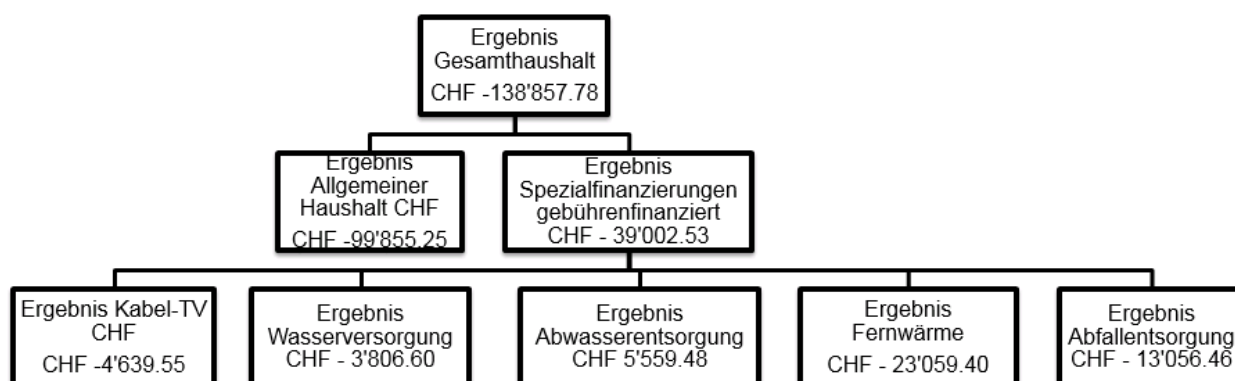 Ergebnis
Gesamthaushalt
CHF -138'857.78
Ergebnis
Allgemeiner
Haushalt CHF
CHF -99'855.25
Ergebnis
Spezialfinanzierungen
gebührenfinanziert
CHF - 39'002.53
Ergebnis Kabel-TV
CHF
CHF -4'639.55
Ergebnis
Wasserversorgung
CHF - 3'806.60
Ergebnis
Abwasserentsorgung
CHF 5'559.48
Ergebnis
Fernwärme
CHF - 23'059.40
Ergebnis
Abfallentsorgung
CHF - 13'056.46